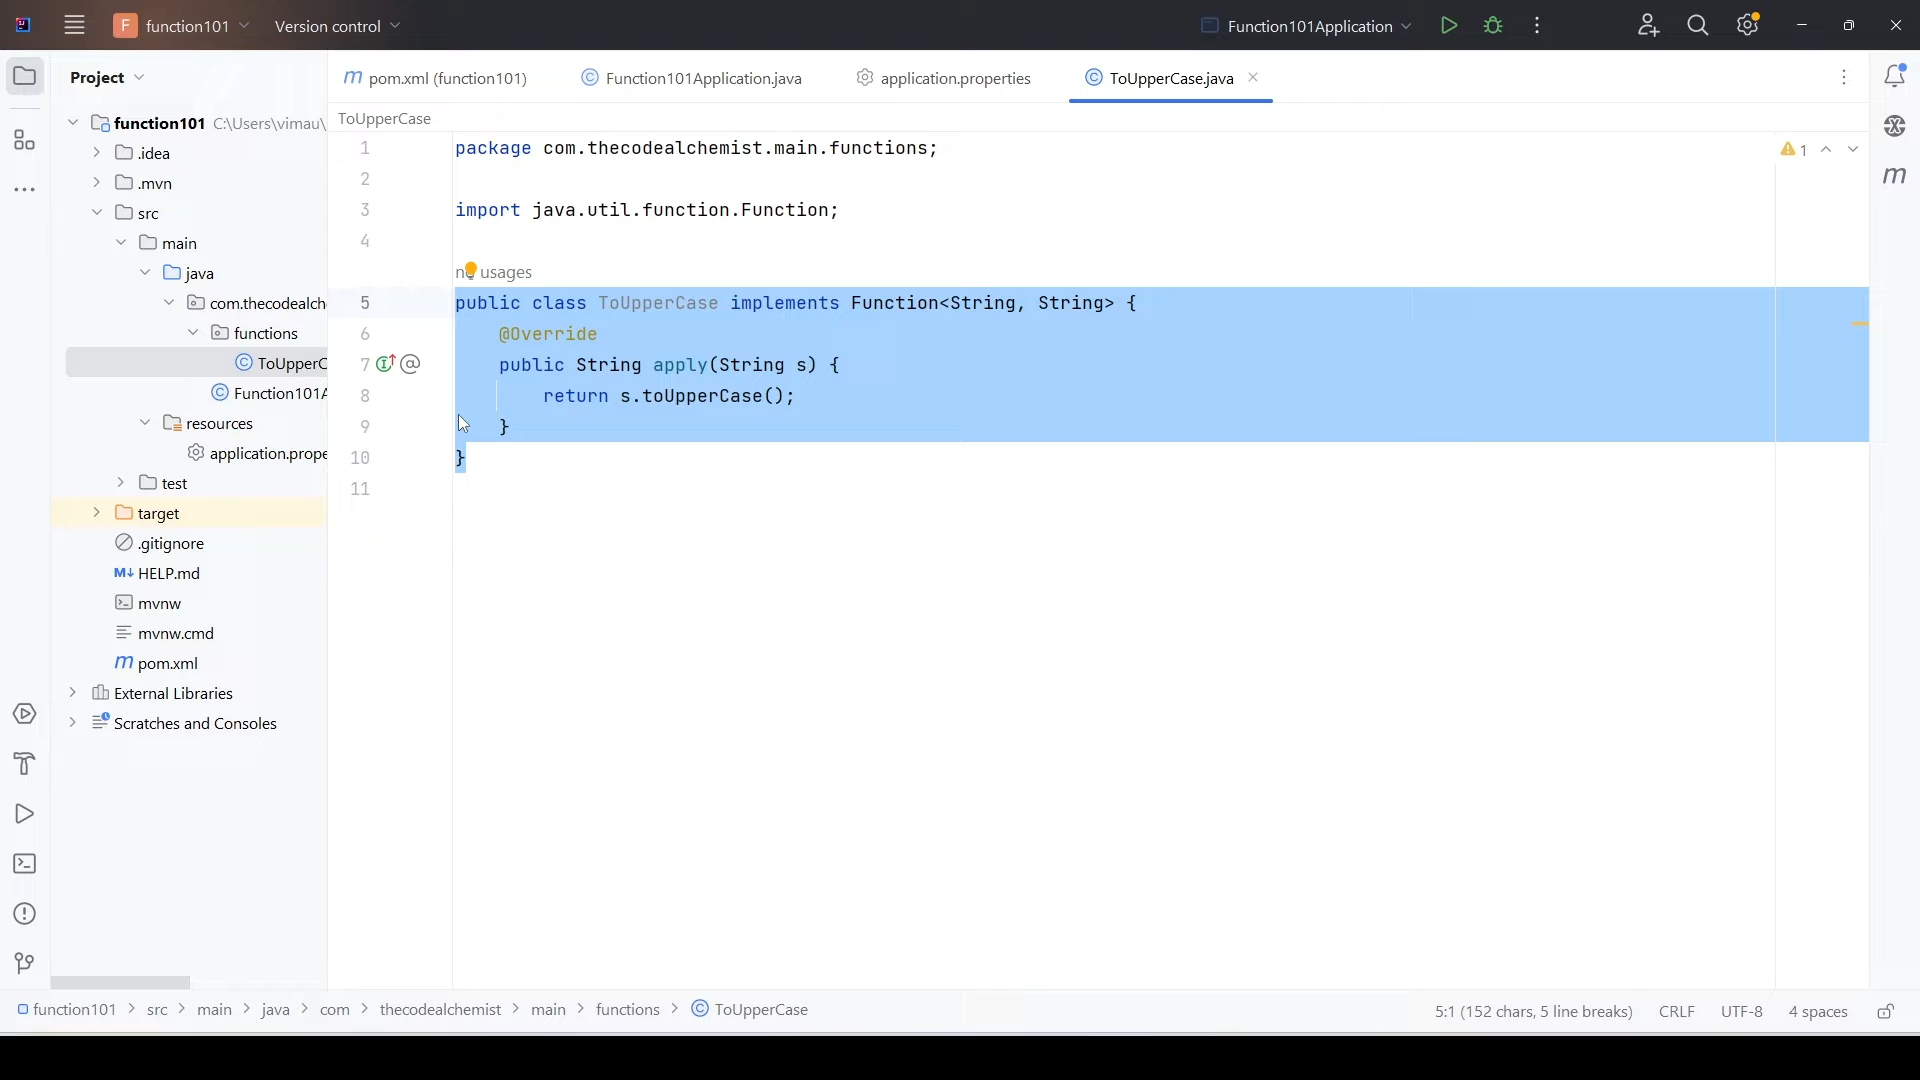 F function101 Version control Function101Application
Project
pom.xml (function101) Function101Application.java application.properties ToUpperCase.java
function101 C:\Users\vimau\
ToUpperCase
.idea
.mvn
src
main
java
com.thecodealch
functions
ToUpperC
Function101A
resources
application.prope
test
target
.gitignore
M↓ HELP.md
mvnw
mvnw.cmd
m pom.xml
External Libraries
Scratches and Consoles
1 package com.thecodealchemist.main.functions;
2
3 import java.util.function.Function;
4
no usages
5 public class ToUpperCase implements Function<String, String> {
6 @Override
7 public String apply(String s) {
8 return s.toUpperCase();
9 }
10 }
11
1
function101 > src > main > java > com > thecodealchemist > main > functions > ToUpperCase
5:1 (152 chars, 5 line breaks) CRLF UTF-8 4 spaces